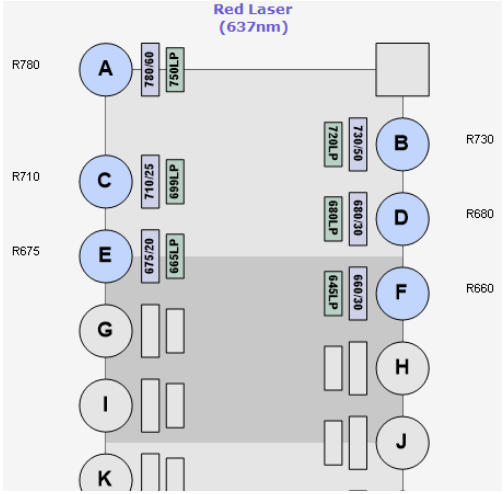 Red Laser
(637nm)
R780
A
780/60
750LP
720LP
730/50
B
R730
R710
C
710/25
699LP
680LP
680/30
D
R680
R675
E
675/20
665LP
645LP
660/30
F
R660
G
H
I
J
K